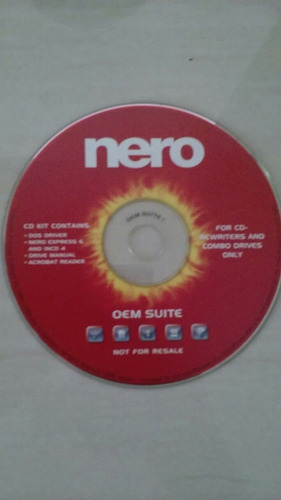 nero
OEM SUITE
CD KIT CONTAINS:
• DOS DRIVER
• NERO EXPRESS 6
AND INCD 4
• DRIVE MANUAL
• ACROBAT READER
FOR CD-
REWRITERS AND
COMBO DRIVES
ONLY
OEM SUITE
NOT FOR RESALE